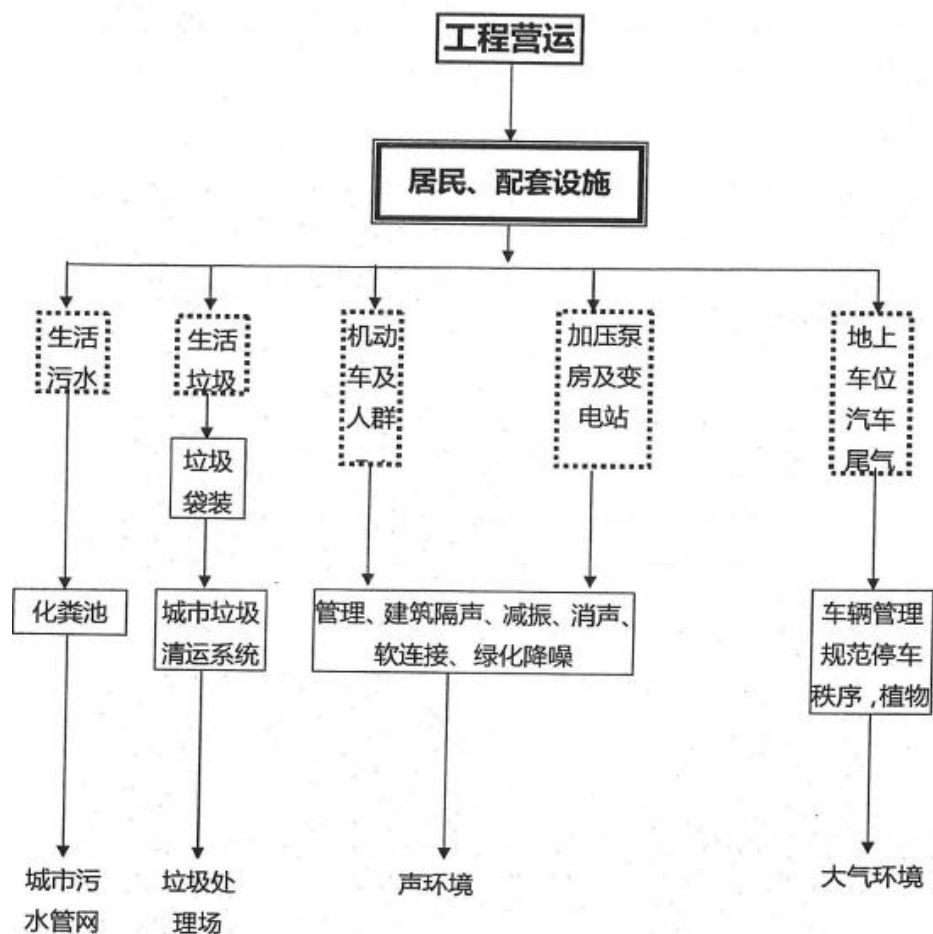 工程营运
居民、配套设施
生活
污水
生活
垃圾
机动
车及
人群
加压泵
房及变
电站
地上
车位
汽车
尾气
垃圾
袋装
化粪池
城市垃圾
清运系统
管理、建筑隔声、减振、消声、
软连接、绿化降噪
车辆管理
规范停车
秩序,植物
城市污
水管网
垃圾处
理场
声环境
大气环境